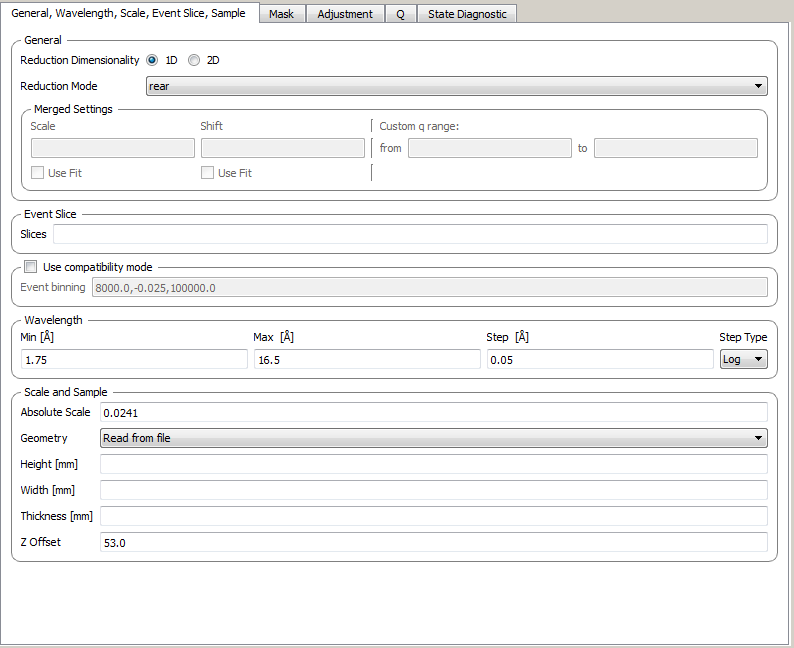 General, Wavelength, Scale, Event Slice, Sample Mask Adjustment Q State Diagnostic
General
Reduction Dimensionality 1D 2D
Reduction Mode rear
Merged Settings
Scale Shift Custom q range:
from to
Use Fit Use Fit
Event Slice
Slices
Use compatibility mode
Event binning 8000.0,-0.025,100000.0
Wavelength
Min [Å] Max [Å] Step [Å] Step Type
1.75 16.5 0.05 Log
Scale and Sample
Absolute Scale 0.0241
Geometry Read from file
Height [mm]
Width [mm]
Thickness [mm]
Z Offset 53.0